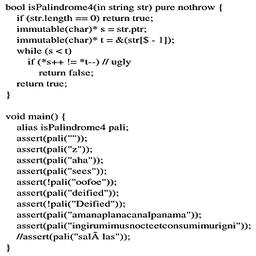 bool isPalindrome4(in string str) pure nothrow {
    if (str.length == 0) return true;
    immutable(char)* s = str.ptr;
    immutable(char)* t = &(str[$ - 1]);
    while (s < t)
        if (*s++ != *t--) // ugly
            return false;
    return true;
}

void main() {
    alias isPalindrome4 pali;
    assert(pali(""));
    assert(pali("z"));
    assert(pali("aha"));
    assert(pali("sees"));
    assert(!pali("oofoe"));
    assert(pali("deified"));
    assert(!pali("Deified"));
    assert(pali("amanaplanacanalpanama"));
    assert(pali("ingirumimusnocteetconsumimurigni"));
    //assert(pali("salÃ las"));
}